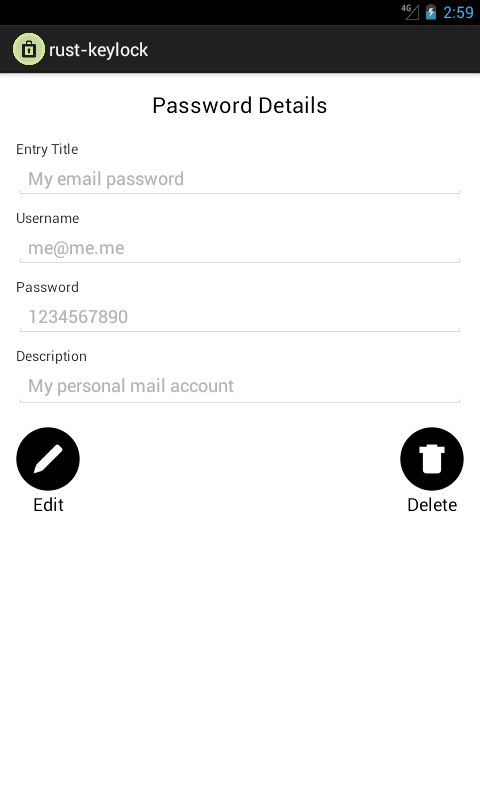 4G 2:59
rust-keylock
Password Details
Entry Title
My email password
Username
me@me.me
Password
1234567890
Description
My personal mail account
Edit Delete